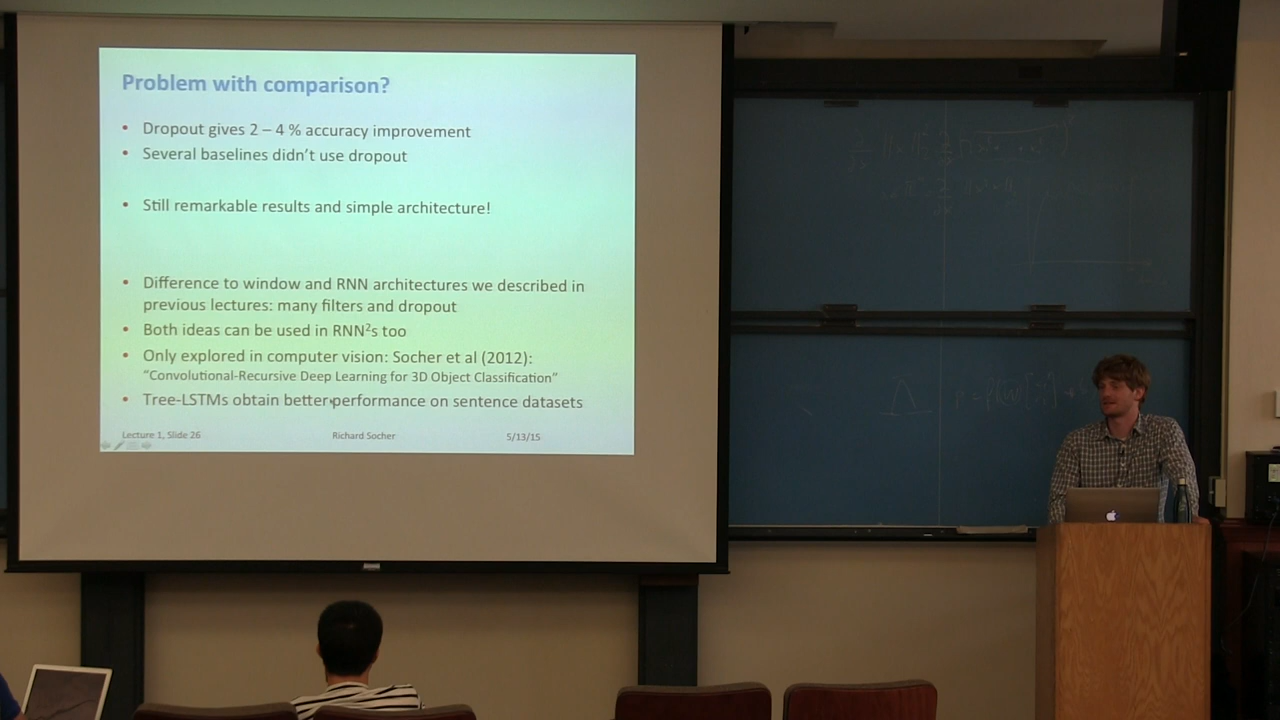 Problem with comparison?
• Dropout gives 2 – 4 % accuracy improvement
• Several baselines didn't use dropout
• Still remarkable results and simple architecture!
• Difference to window and RNN architectures we described in
previous lectures: many filters and dropout
• Both ideas can be used in RNN²s too
• Only explored in computer vision: Socher et al (2012):
"Convolutional-Recursive Deep Learning for 3D Object Classification"
• Tree-LSTMs obtain better performance on sentence datasets
Lecture 1, Slide 26 Richard Socher 5/13/15